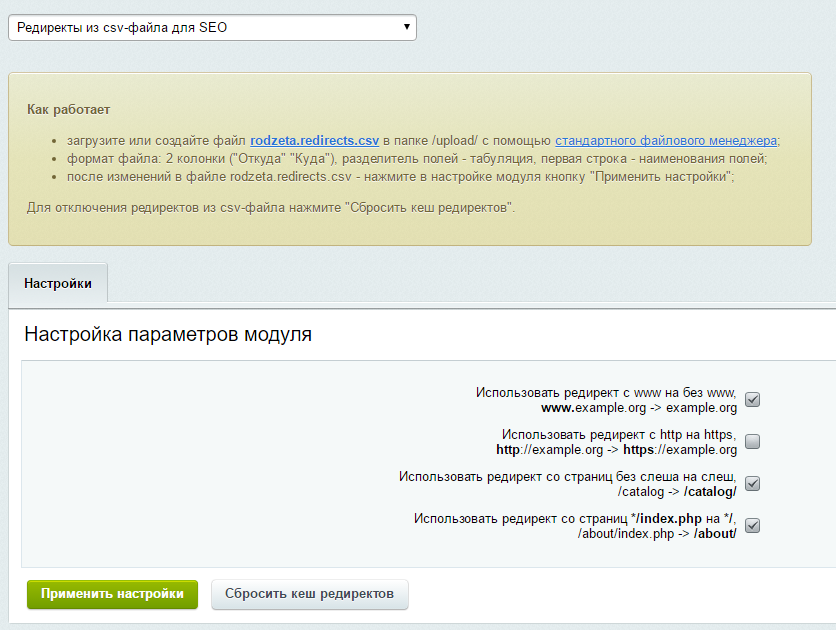 Редиректы из csv-файла для SEO
Как работает
загрузите или создайте файл rodzeta.redirects.csv в папке /upload/ с помощью стандартного файлового менеджера;
формат файла: 2 колонки ("Откуда" "Куда"), разделитель полей - табуляция, первая строка - наименования полей;
после изменений в файле rodzeta.redirects.csv - нажмите в настройке модуля кнопку "Применить настройки";
Для отключения редиректов из csv-файла нажмите "Сбросить кеш редиректов".
Настройки
Настройка параметров модуля
Использовать редирект с www на без www,
www.example.org -> example.org
Использовать редирект с http на https,
http://example.org -> https://example.org
Использовать редирект со страниц без слеша на слеш,
/catalog -> /catalog/
Использовать редирект со страниц */index.php на */,
/about/index.php -> /about/
Применить настройки
Сбросить кеш редиректов